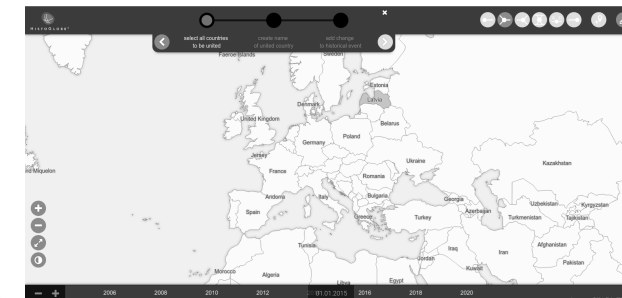 HISTOGLOBE
select all countries
to be united
create name
of united country
add change
to historical event
Faeroe Islands
Sweden
Estonia
Latvia
Denmark
United Kingdom
Belarus
Poland
Germany
Jersey
Ukraine
Kazakhstan
France
Romania
Miquelon
Andorra
Italy
Bulgaria
Georgia
Uzbekistan
Kyrgyzstan
Spain
Greece
Turkey
Azerbaijan
Turkmenistan
Tajikistan
Tunisia
Iraq
Iran
Afghanistan
Jordan
Pakistan
Morocco
Algeria
Kuwait
Libya
Egypt
2006
2008
2010
2012
01.01.2015
2016
2018
2020